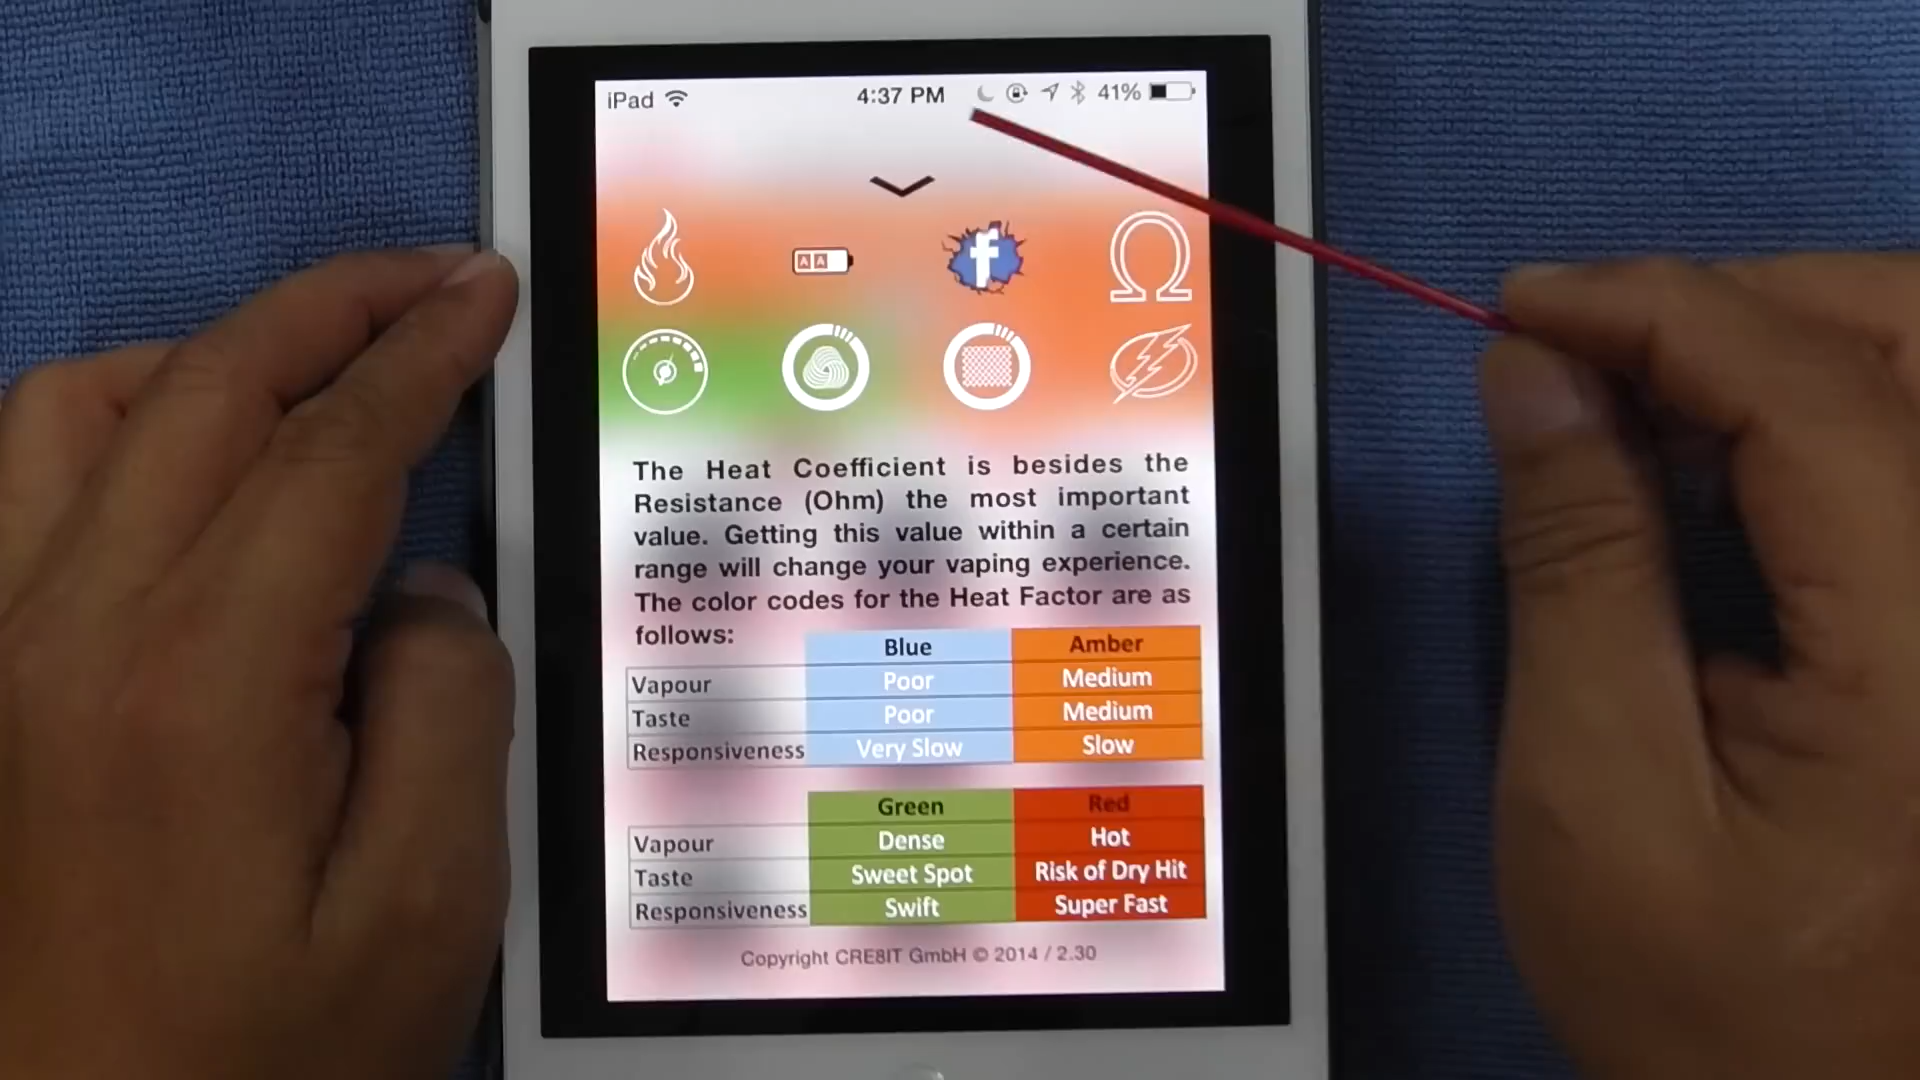 iPad 4:37 PM 41%
A A
f
The Heat Coefficient is besides the
Resistance (Ohm) the most important
value. Getting this value within a certain
range will change your vaping experience.
The color codes for the Heat Factor are as
follows:
Blue Amber
Vapour Poor Medium
Taste Poor Medium
Responsiveness Very Slow Slow
Green Red
Vapour Dense Hot
Taste Sweet Spot Risk of Dry Hit
Responsiveness Swift Super Fast
Copyright CRE8IT GmbH © 2014 / 2.30